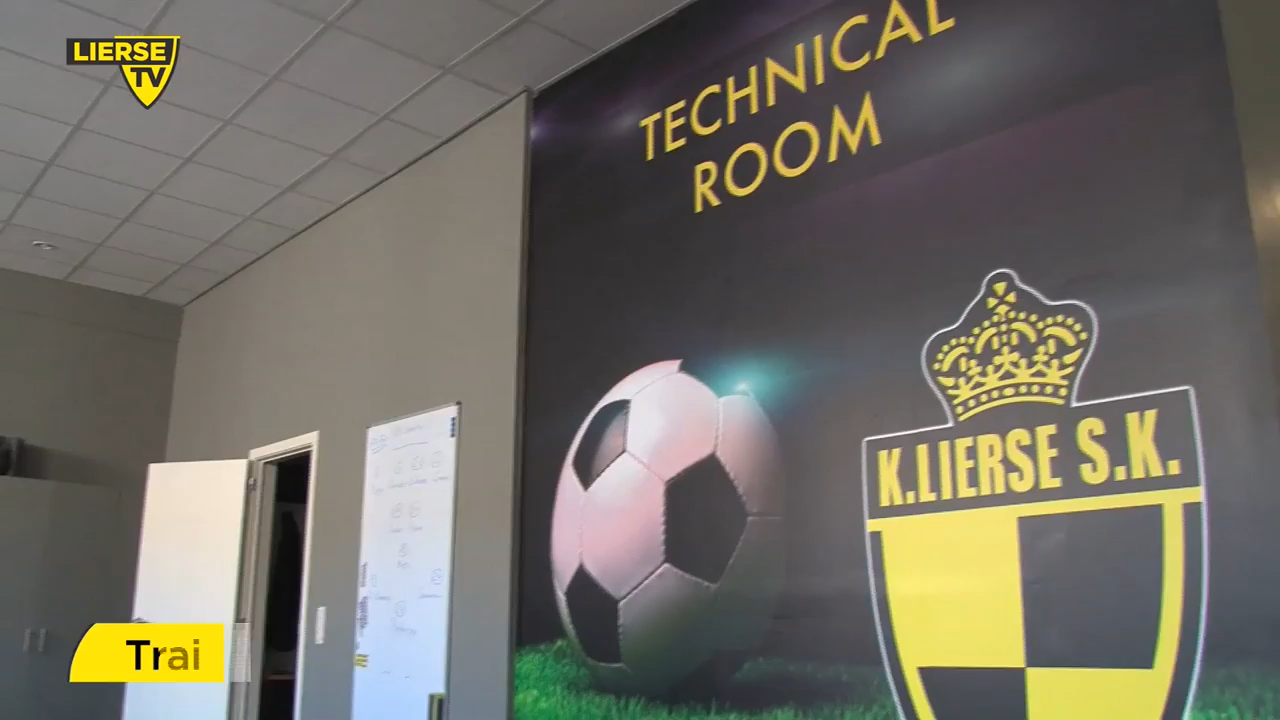 LIERSE
TV
TECHNICAL
ROOM
K.LIERSE S.K.
Trai